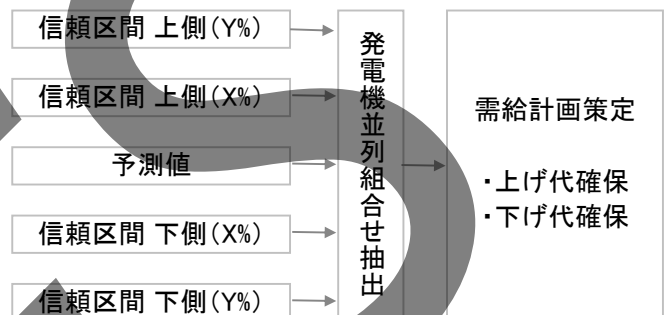 信頼区間 上側(Y%)
信頼区間 上側(X%)
予測値
信頼区間 下側(X%)
信頼区間 下側(Y%)
発電機並列組合せ抽出
需給計画策定
・上げ代確保
・下げ代確保